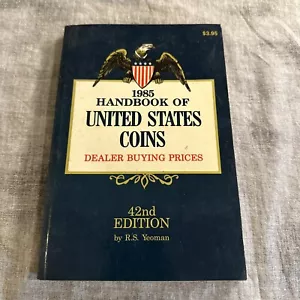 $3.95
1985
HANDBOOK OF
UNITED STATES
COINS
DEALER BUYING PRICES
42nd
EDITION
by R.S. Yeoman